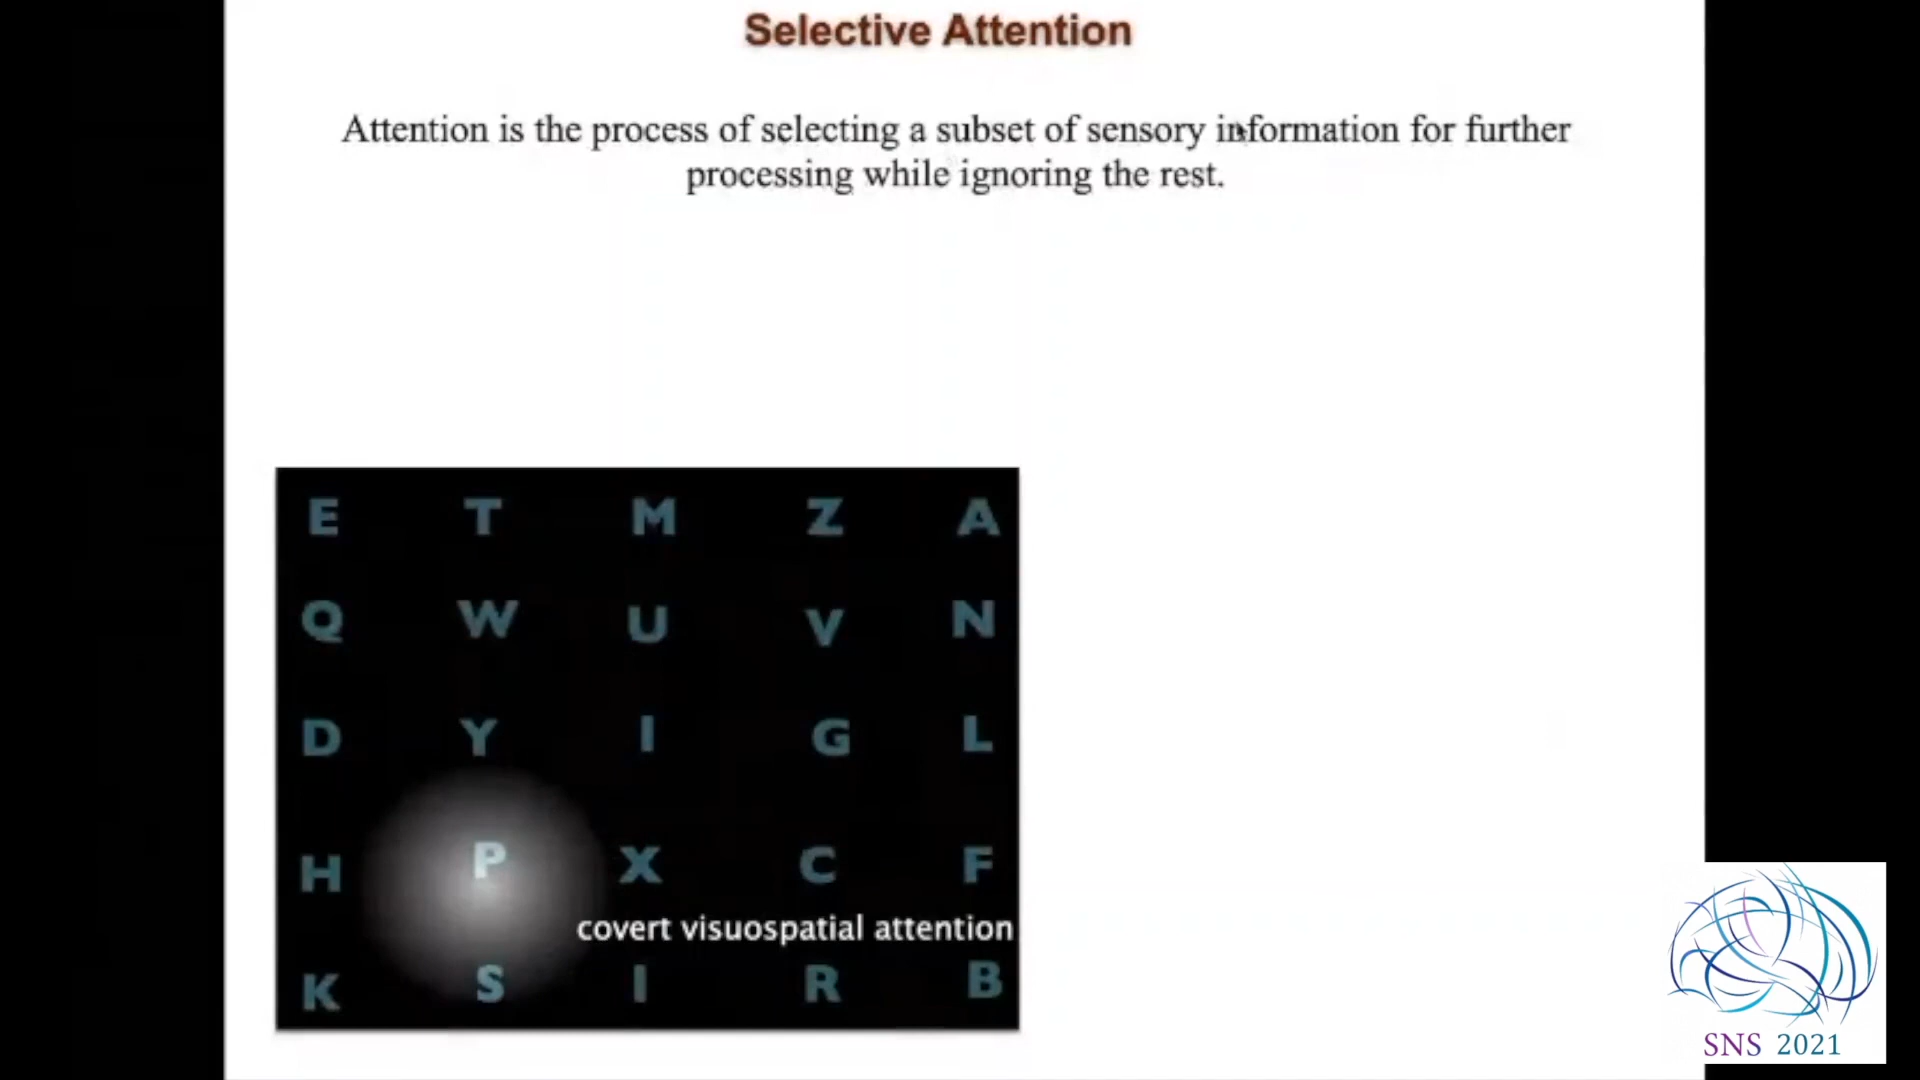 Selective Attention
Attention is the process of selecting a subset of sensory information for further
processing while ignoring the rest.
E T M Z A
Q W U V N
D Y I G L
H P X C F
covert visuospatial attention
K S I R B
SNS 2021